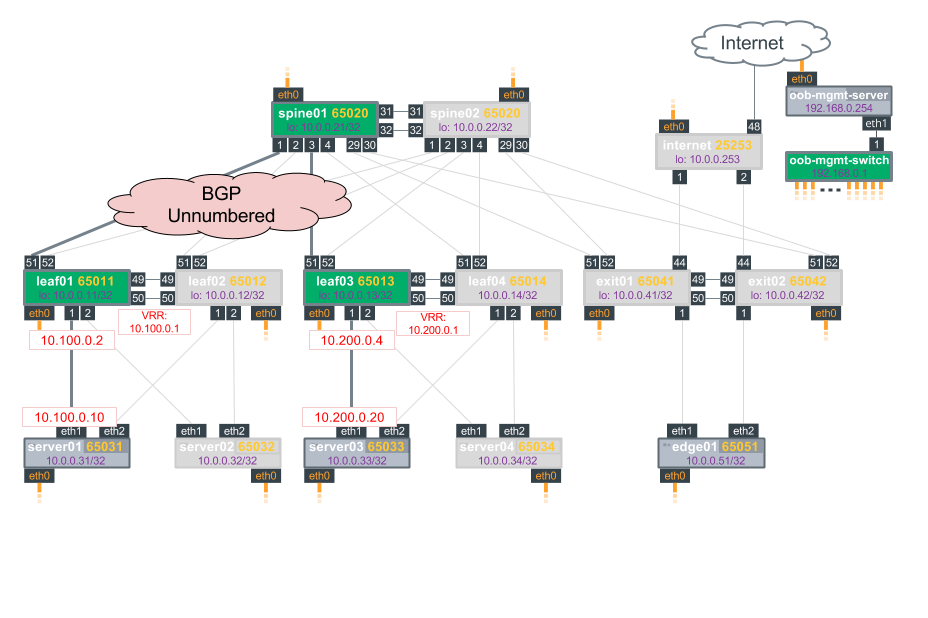 Internet
eth0
oob-mgmt-server
192.168.0.254
eth1
1
oob-mgmt-switch
192.168.0.1
eth0 eth0
spine01 65020 31 31 spine02 65020
lo: 10.0.0.21/32 32 32 lo: 10.0.0.22/32
1 2 3 4 29 30 1 2 3 4 29 30
eth0 48
internet 25253
lo: 10.0.0.253
1 2
BGP
Unnumbered
51 52 51 52 51 52 51 52 51 52 44 44 51 52
leaf01 65011 49 49 leaf02 65012 leaf03 65013 49 49 leaf04 65014 exit01 65041 49 49 exit02 65042
lo: 10.0.0.11/32 50 50 lo: 10.0.0.12/32 lo: 10.0.0.13/32 50 50 10.0.0.14/32 10.0.0.41/32 50 50 10.0.0.42/32
eth0 1 2 1 2 eth0 eth0 1 2 1 2 eth0 eth0 1 1 eth0
VRR:
10.100.0.1
VRR:
10.200.0.1
10.100.0.2 10.200.0.4
10.100.0.10 10.200.0.20
eth1 eth2 eth1 eth2 eth1 eth2 eth1 eth2 eth1 eth2
server01 65031 server02 65032 server03 65033 server04 65034 edge01 65051
10.0.0.31/32 10.0.0.32/32 10.0.0.33/32 10.0.0.34/32 10.0.0.51/32
eth0 eth0 eth0 eth0 eth0